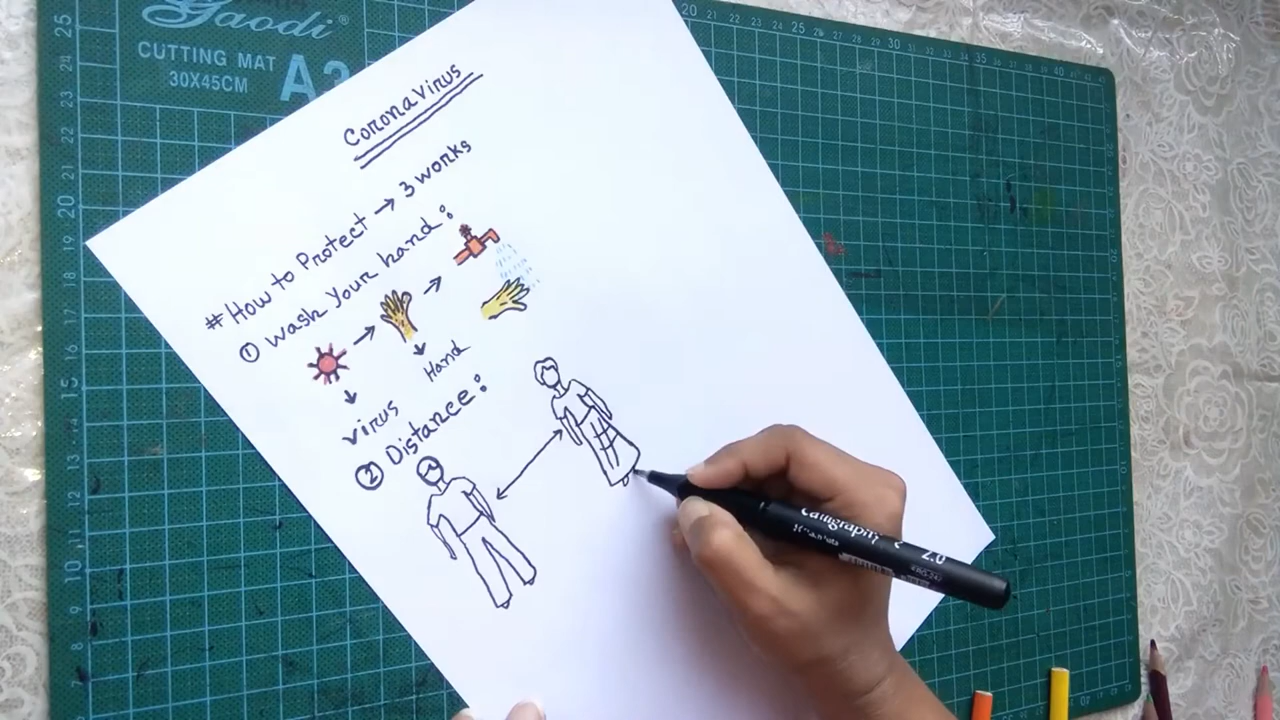 Gaodi®
CUTTING MAT
30X45CM
A3
Coronavirus
# How to Protect → 3 works
① Wash Your hand:
Hand
virus
② Distance:
Calligraphy 2.0